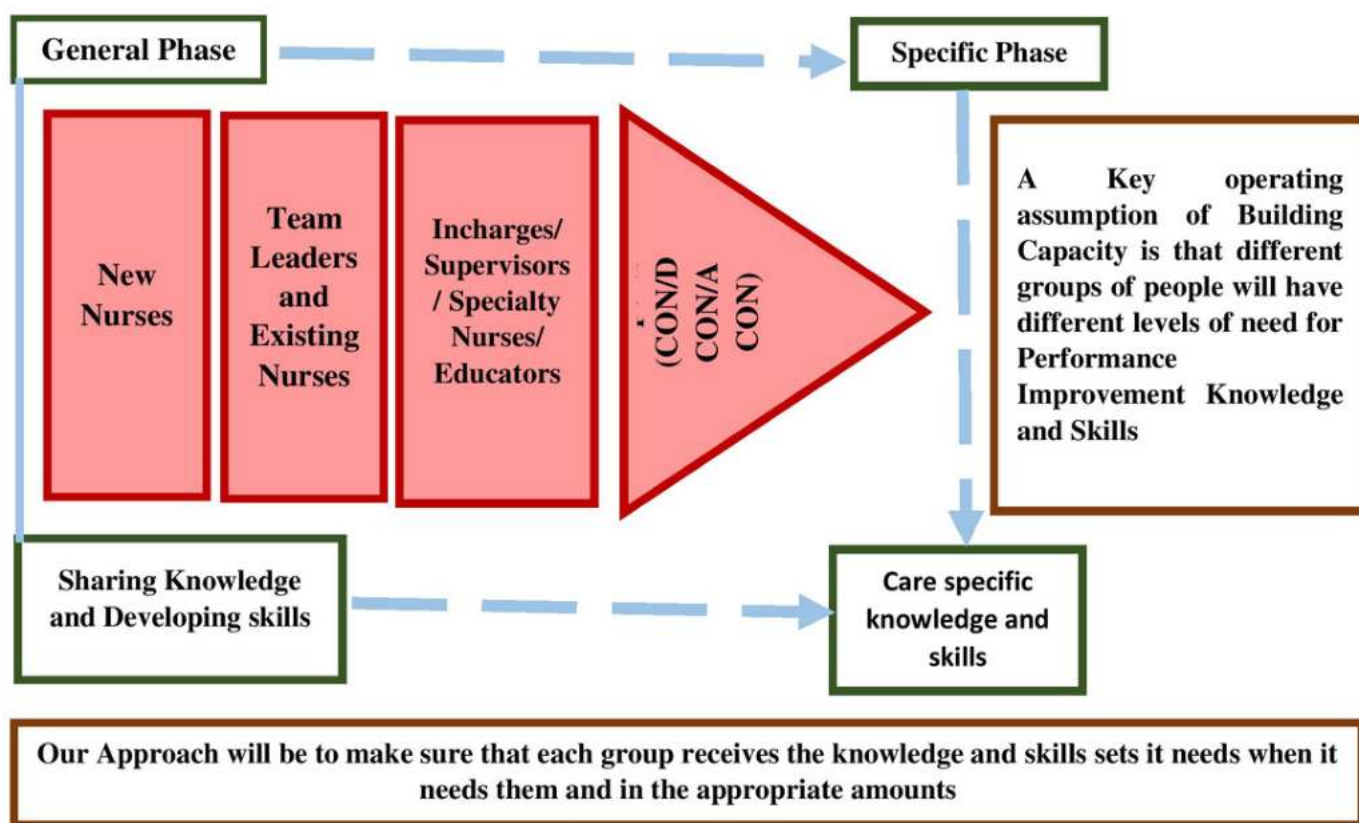 General Phase
Specific Phase
New
Nurses
Team
Leaders
and
Existing
Nurses
Incharges/
Supervisors
/ Specialty
Nurses/
Educators
(CON/D
CON/A
CON)
A Key operating
assumption of Building
Capacity is that different
groups of people will have
different levels of need for
Performance
Improvement Knowledge
and Skills
Sharing Knowledge
and Developing skills
Care specific
knowledge and
skills
Our Approach will be to make sure that each group receives the knowledge and skills sets it needs when it
needs them and in the appropriate amounts